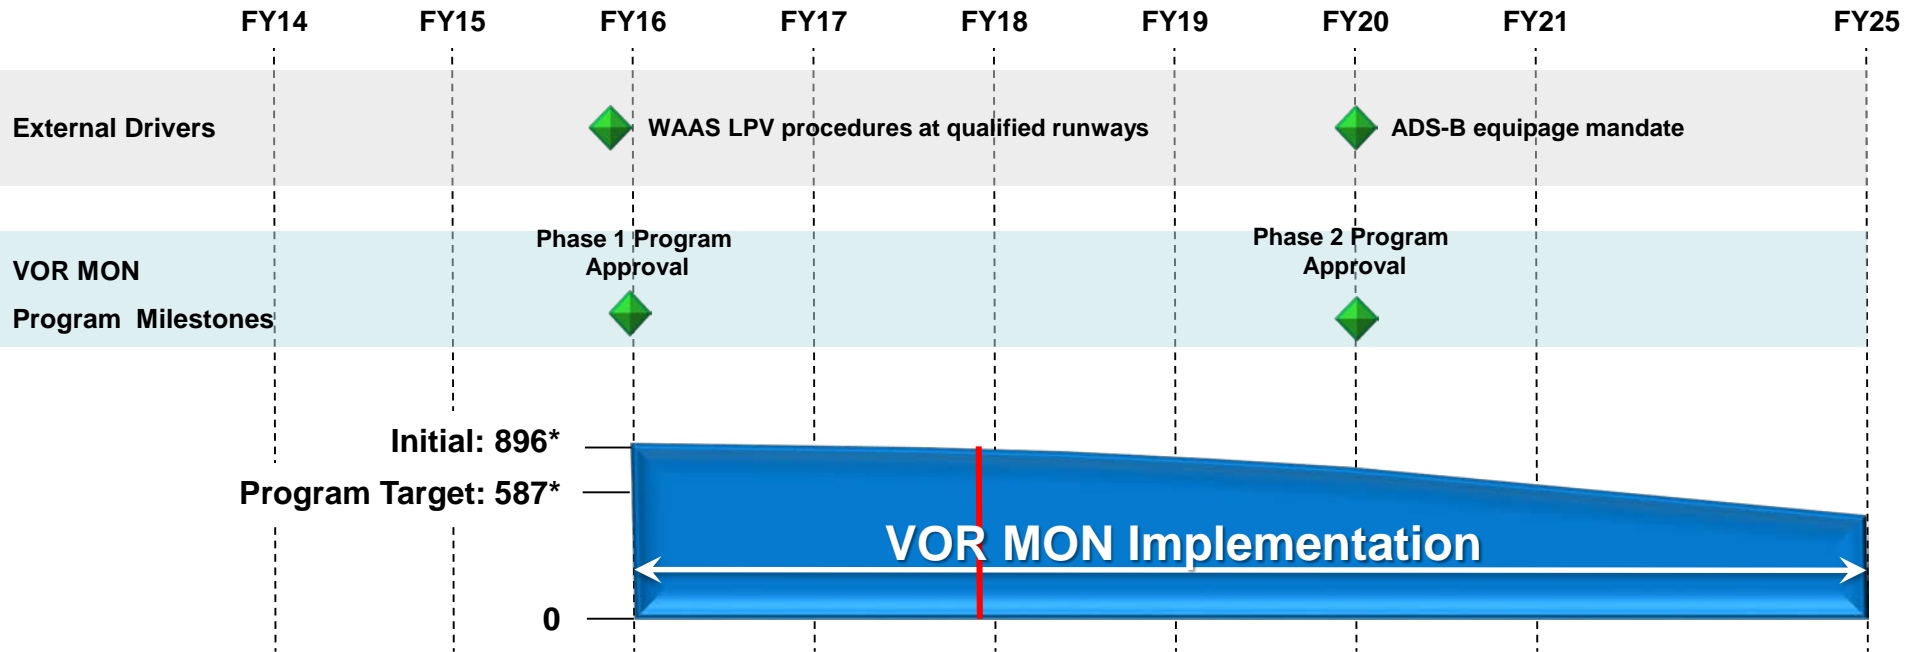 FY14 FY15 FY16 FY17 FY18 FY19 FY20 FY21 FY25
External Drivers
WAAS LPV procedures at qualified runways
ADS-B equipage mandate
VOR MON
Program Milestones
Phase 1 Program
Approval
Phase 2 Program
Approval
Initial: 896*
Program Target: 587*
VOR MON Implementation
0